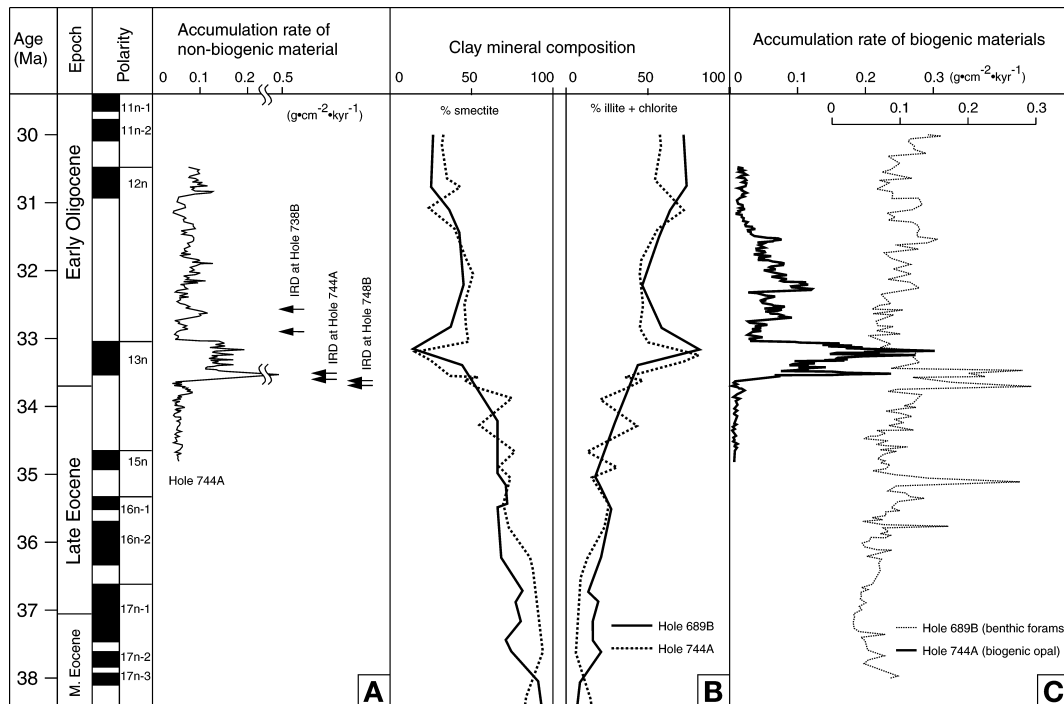 Age
(Ma)
Epoch
Polarity
Accumulation rate of
non-biogenic material
0 0.1 0.2 0.5
(g•cm⁻²•kyr⁻¹)
Clay mineral composition
0 50 100 0 50 100
% smectite
% illite + chlorite
Accumulation rate of biogenic materials
0 0.1 0.2 0.3 (g•cm⁻²•kyr⁻¹)
0 0.1 0.2 0.3
30
31
32
33
34
35
36
37
38
Early Oligocene
Late Eocene
M. Eocene
11n-1
11n-2
12n
13n
15n
16n-1
16n-2
17n-1
17n-2
17n-3
IRD at Hole 738B
IRD at Hole 744A
IRD at Hole 748B
Hole 744A
A
Hole 689B
Hole 744A
B
Hole 689B (benthic forams)
Hole 744A (biogenic opal)
C